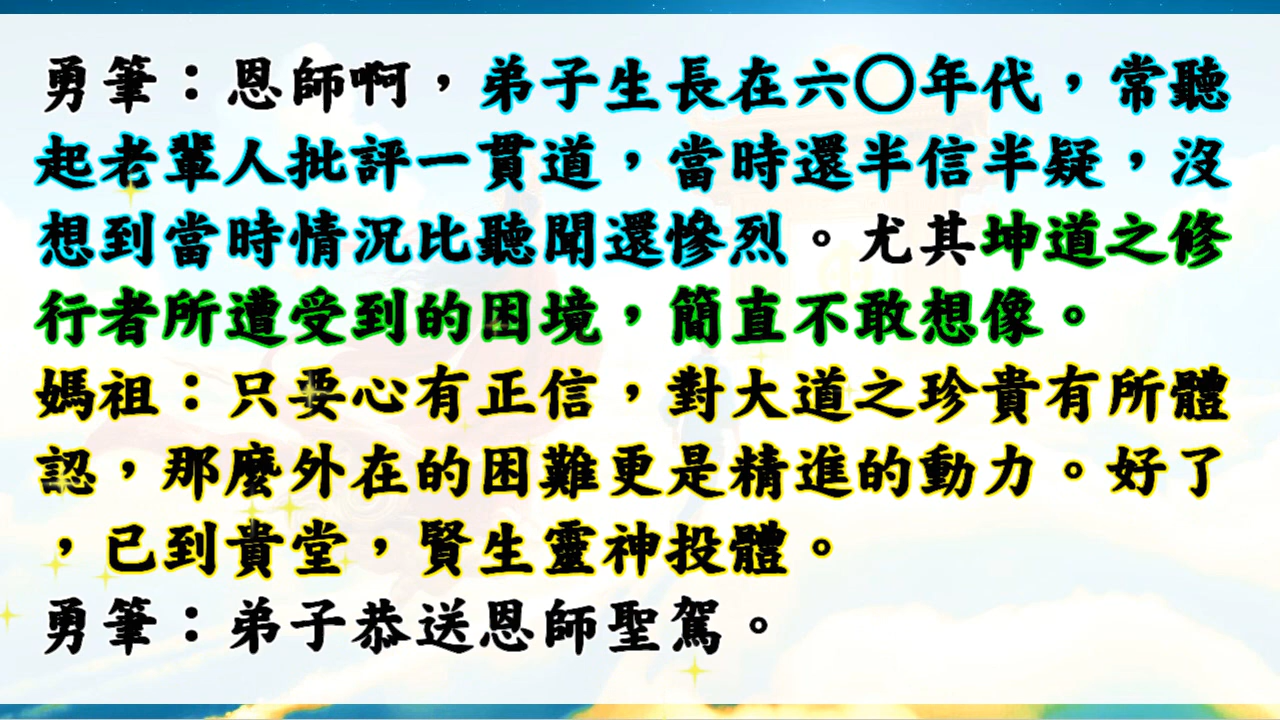 勇筆：恩師啊，弟子生長在六〇年代，常聽
起老輩人批評一貫道，當時還半信半疑，沒
想到當時情況比聽聞還慘烈。尤其坤道之修
行者所遭受到的困境，簡直不敢想像。
媽祖：只要心有正信，對大道之珍貴有所體
認，那麼外在的困難更是精進的動力。好了
，已到貴堂，賢生靈神投體。
勇筆：弟子恭送恩師聖駕。